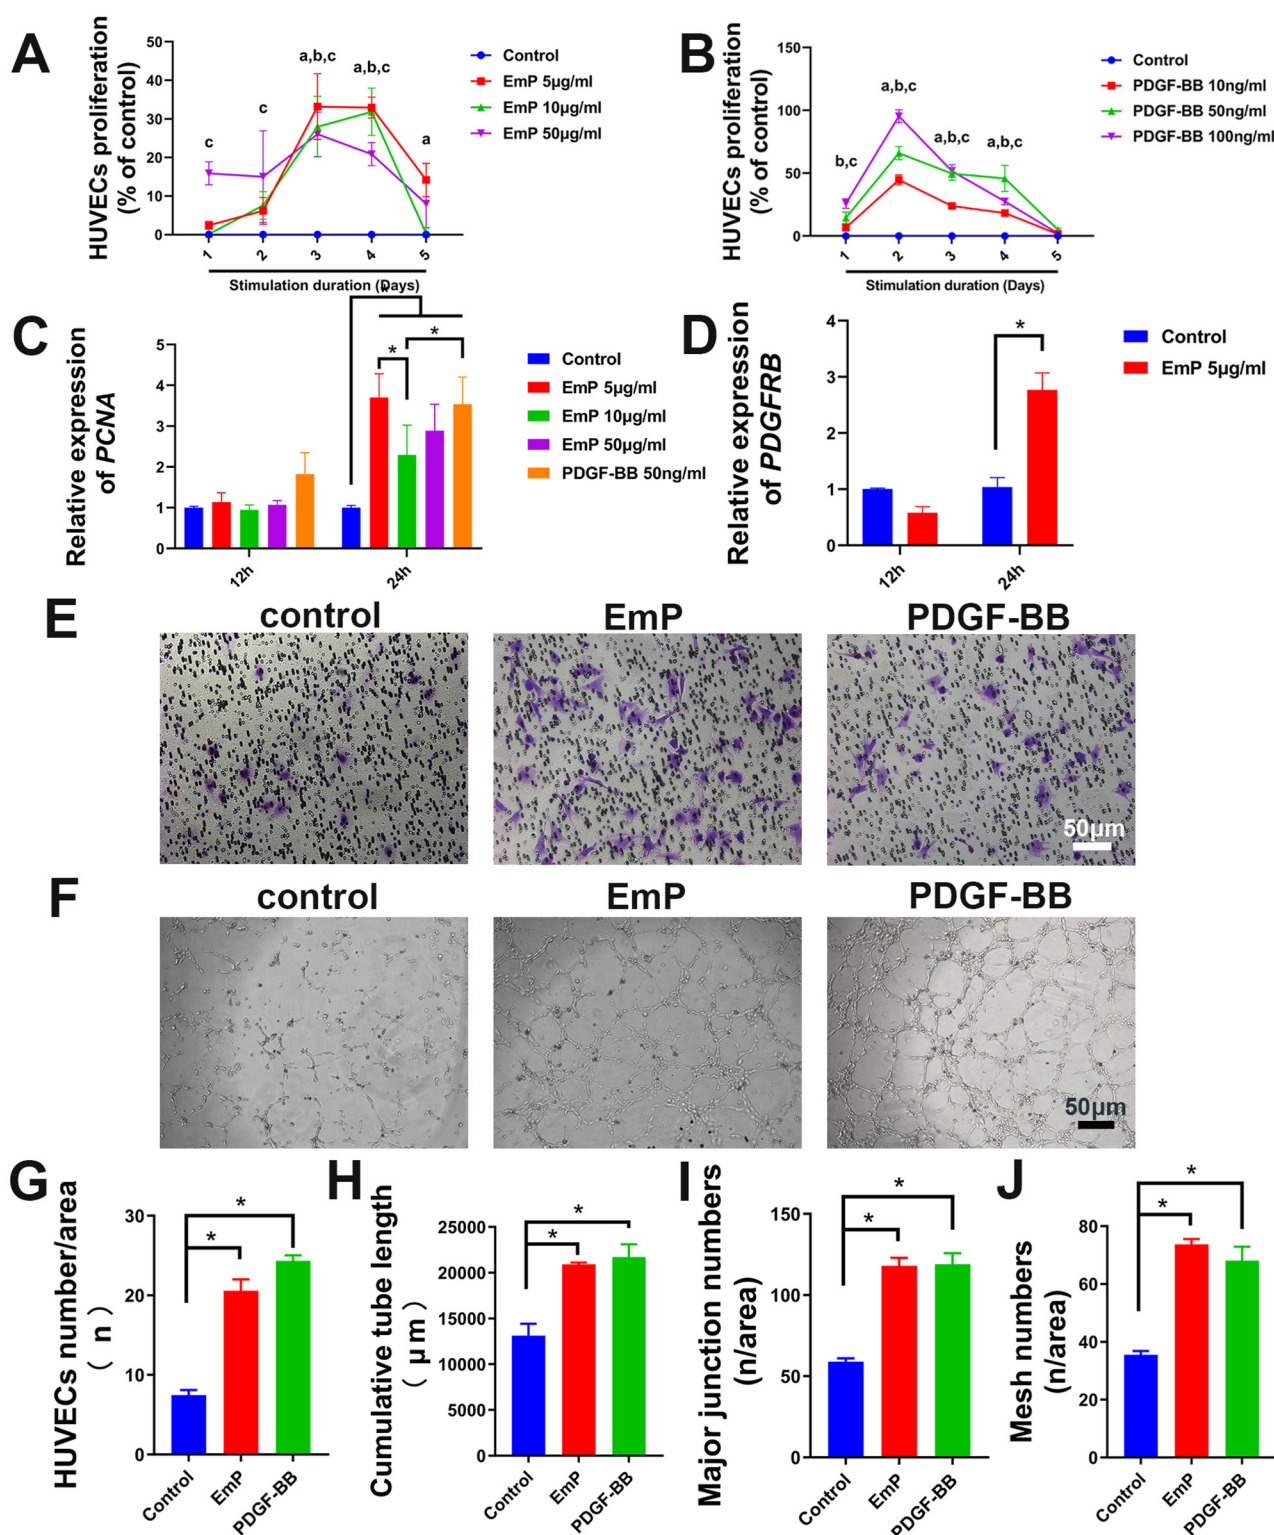 A
HUVECs proliferation
(% of control)
50
40
30
20
10
0
c
c
a,b,c
a,b,c
a
1
2
3
4
5
Stimulation duration (Days)
Control
EmP 5μg/ml
EmP 10μg/ml
EmP 50μg/ml
B
HUVECs proliferation
(% of control)
150
100
50
0
b,c
a,b,c
a,b,c
a,b,c
1
2
3
4
5
Stimulation duration (Days)
Control
PDGF-BB 10ng/ml
PDGF-BB 50ng/ml
PDGF-BB 100ng/ml
C
Relative expression
of PCNA
5
4
3
2
1
0
*
*
*
12h
24h
Control
EmP 5μg/ml
EmP 10μg/ml
EmP 50μg/ml
PDGF-BB 50ng/ml
D
Relative expression
of PDGFRB
4
3
2
1
0
*
12h
24h
Control
EmP 5μg/ml
E
control
EmP
PDGF-BB
50μm
F
control
EmP
PDGF-BB
50μm
G
HUVECs number/area
( n )
30
20
10
0
*
*
Control
EmP
PDGF-BB
H
Cumulative tube length
( μm )
25000
20000
15000
10000
5000
0
*
*
Control
EmP
PDGF-BB
I
Major junction numbers
(n/area)
150
100
50
0
*
*
Control
EmP
PDGF-BB
J
Mesh numbers
(n/area)
80
60
40
20
0
*
*
Control
EmP
PDGF-BB